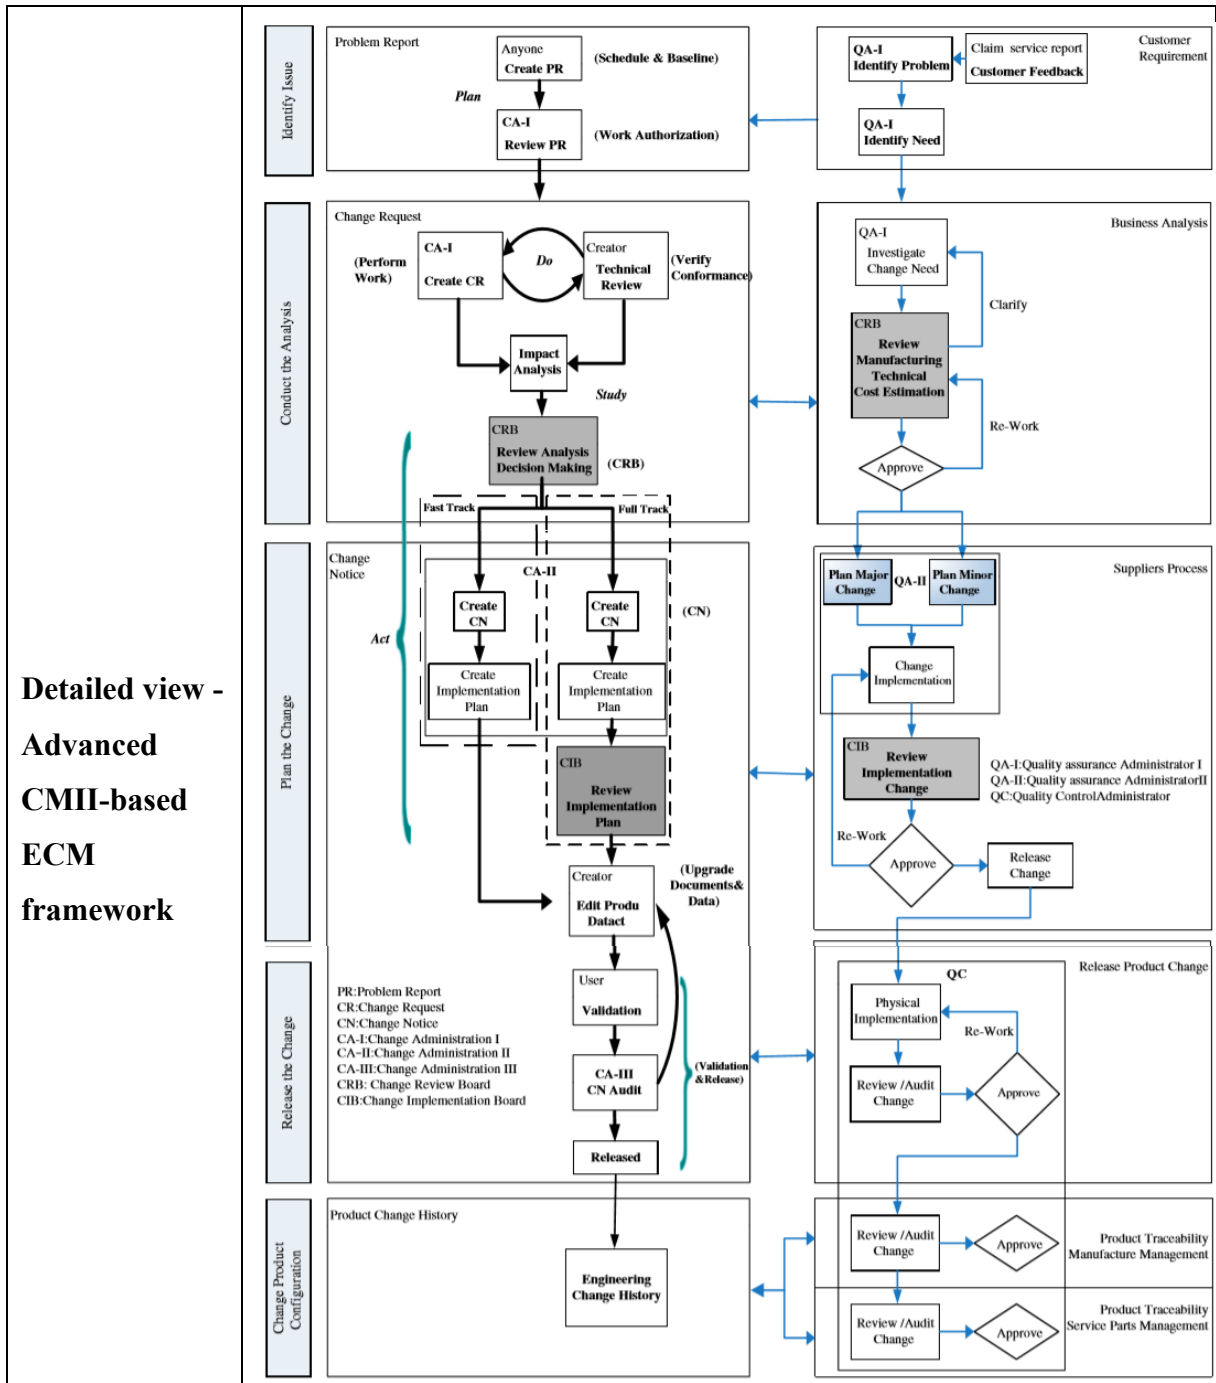 Detailed view -
Advanced
CMII-based
ECM
framework
Identify Issue
Problem Report
Anyone
Create PR
(Schedule & Baseline)
Plan
CA-I
Review PR
(Work Authorization)
Customer
Requirement
QA-I
Identify Problem
Claim service report
Customer Feedback
QA-I
Identify Need
Conduct the Analysis
Change Request
(Perform
Work)
CA-I
Create CR
Do
Creator
Technical
Review
(Verify
Conformance)
Impact
Analysis
Study
CRB
Review Analysis
Decision Making
(CRB)
Fast Track
Full Track
Business Analysis
QA-I
Investigate
Change Need
Clarify
CRB
Review
Manufacturing
Technical
Cost Estimation
Re-Work
Approve
Plan the Change
Change
Notice
Act
CA-II
Create
CN
Create
CN
(CN)
Create
Implementation
Plan
Create
Implementation
Plan
CIB
Review
Implementation
Plan
Creator
Edit Produ
Datact
(Upgrade
Documents&
Data)
Suppliers Process
Plan Major
Change
QA-II
Plan Minor
Change
Change
Implementation
CIB
Review
Implementation
Change
QA-I:Quality assurance Administrator I
QA-II:Quality assurance AdministratorII
QC:Quality ControlAdministrator
Re-Work
Approve
Release
Change
Release the Change
PR:Problem Report
CR:Change Request
CN:Change Notice
CA-I:Change Administration I
CA-II:Change Administration II
CA-III:Change Administration III
CRB: Change Review Board
CIB:Change Implementation Board
User
Validation
CA-III
CN Audit
Released
(Validation
&Release)
QC
Release Product Change
Physical
Implementation
Re-Work
Review /Audit
Change
Approve
Change Product
Configuration
Product Change History
Engineering
Change History
Review /Audit
Change
Approve
Product Traceability
Manufacture Management
Review /Audit
Change
Approve
Product Traceability
Service Parts Management